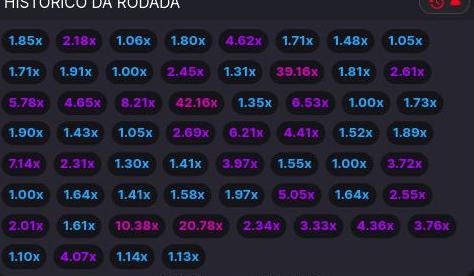 HISTÓRICO DA RODADA
1.85x 2.18x 1.06x 1.80x 4.62x 1.71x 1.48x 1.05x
1.71x 1.91x 1.00x 2.45x 1.31x 39.16x 1.81x 2.61x
5.78x 4.65x 8.21x 42.16x 1.35x 6.53x 1.00x 1.73x
1.90x 1.43x 1.05x 2.69x 6.21x 4.41x 1.52x 1.89x
7.14x 2.31x 1.30x 1.41x 3.97x 1.55x 1.00x 3.72x
1.00x 1.64x 1.41x 1.58x 1.97x 5.05x 1.64x 2.55x
2.01x 1.61x 10.38x 20.78x 2.34x 3.33x 4.36x 3.76x
1.10x 4.07x 1.14x 1.13x